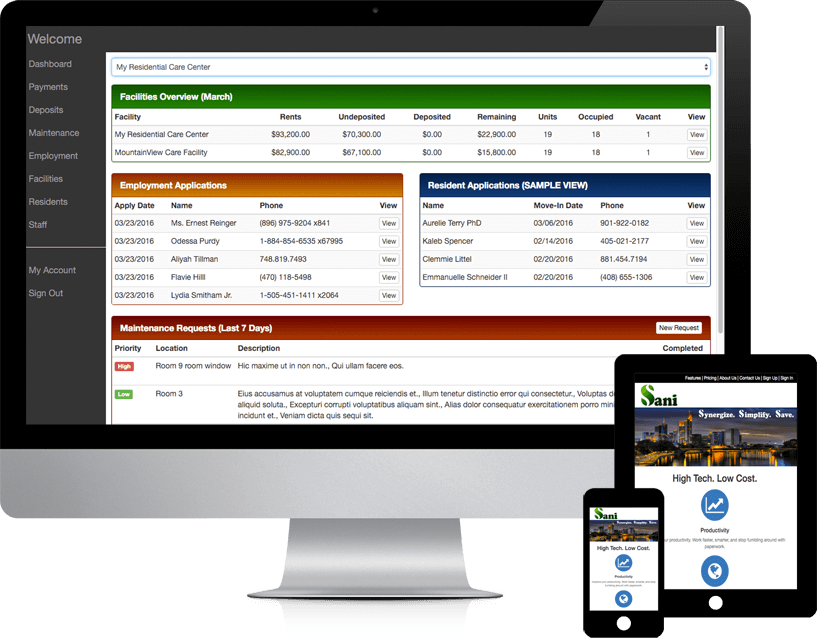 Welcome
Dashboard
Payments
Deposits
Maintenance
Employment
Facilities
Residents
Staff
My Account
Sign Out
My Residential Care Center
Facilities Overview (March)
Facility Rents Undeposited Deposited Remaining Units Occupied Vacant View
My Residential Care Center $93,200.00 $70,300.00 $0.00 $22,900.00 19 18 1 View
MountainView Care Facility $82,900.00 $67,100.00 $0.00 $15,800.00 19 18 1 View
Employment Applications
Apply Date Name Phone View
03/23/2016 Ms. Ernest Reinger (896) 975-9204 x841 View
03/23/2016 Odessa Purdy 1-884-854-6535 x67995 View
03/23/2016 Aliyah Tillman 748.819.7493 View
03/23/2016 Flavie Hilll (470) 118-5498 View
03/23/2016 Lydia Smitham Jr. 1-505-451-1411 x2064 View
Resident Applications (SAMPLE VIEW)
Name Move-In Date Phone View
Aurelie Terry PhD 03/06/2016 901-922-0182 View
Kaleb Spencer 02/14/2016 405-021-2177 View
Clemmie Littel 02/20/2016 881.454.7194 View
Emmanuelle Schneider II 02/20/2016 (408) 655-1306 View
Maintenance Requests (Last 7 Days) New Request
Priority Location Description Completed
High Room 9 room window Hic maxime ut in non non., Qui ullam facere eos.
Low Room 3 Eius accusamus at voluptatem cumque reiciendis et., Illum tenetur distinctio error qui consectetur., Voluptas
aliquid soluta., Excepturi corrupti voluptatibus aliquam sint., Alias dolor consequatur exercitationem porro
incidunt et., Veniam dicta quis sequi sit.
Features | Pricing | About Us | Contact Us | Sign Up | Sign In
Sani
Synergize. Simplify. Save.
High Tech. Low Cost.
Productivity
your productivity. Work faster, smarter, and stop fumbling around with
paperwork.
Sani
Synergize. Simplify. Save.
High Tech. Low Cost.
Productivity
your productivity. Work faster, smarter, and stop
fumbling around with paperwork.